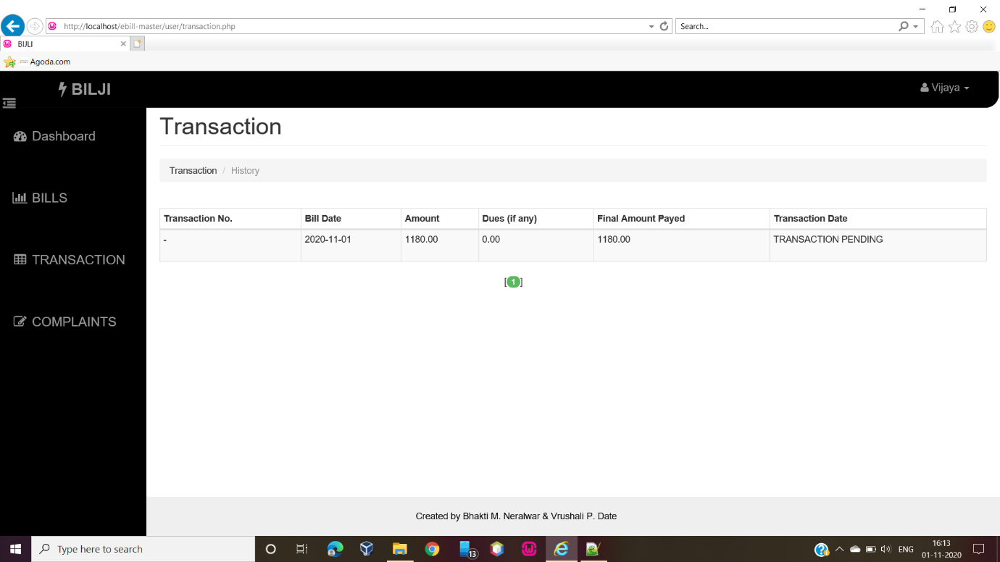 http://localhost/ebill-master/user/transaction.php
Search...
BIJLI
Agoda.com
BILJI
Vijaya
Dashboard
BILLS
TRANSACTION
COMPLAINTS
Transaction
Transaction / History
Transaction No. Bill Date Amount Dues (if any) Final Amount Payed Transaction Date
- 2020-11-01 1180.00 0.00 1180.00 TRANSACTION PENDING
[1]
Created by Bhakti M. Neralwar & Vrushali P. Date
Type here to search
13
ENG
16:13
01-11-2020